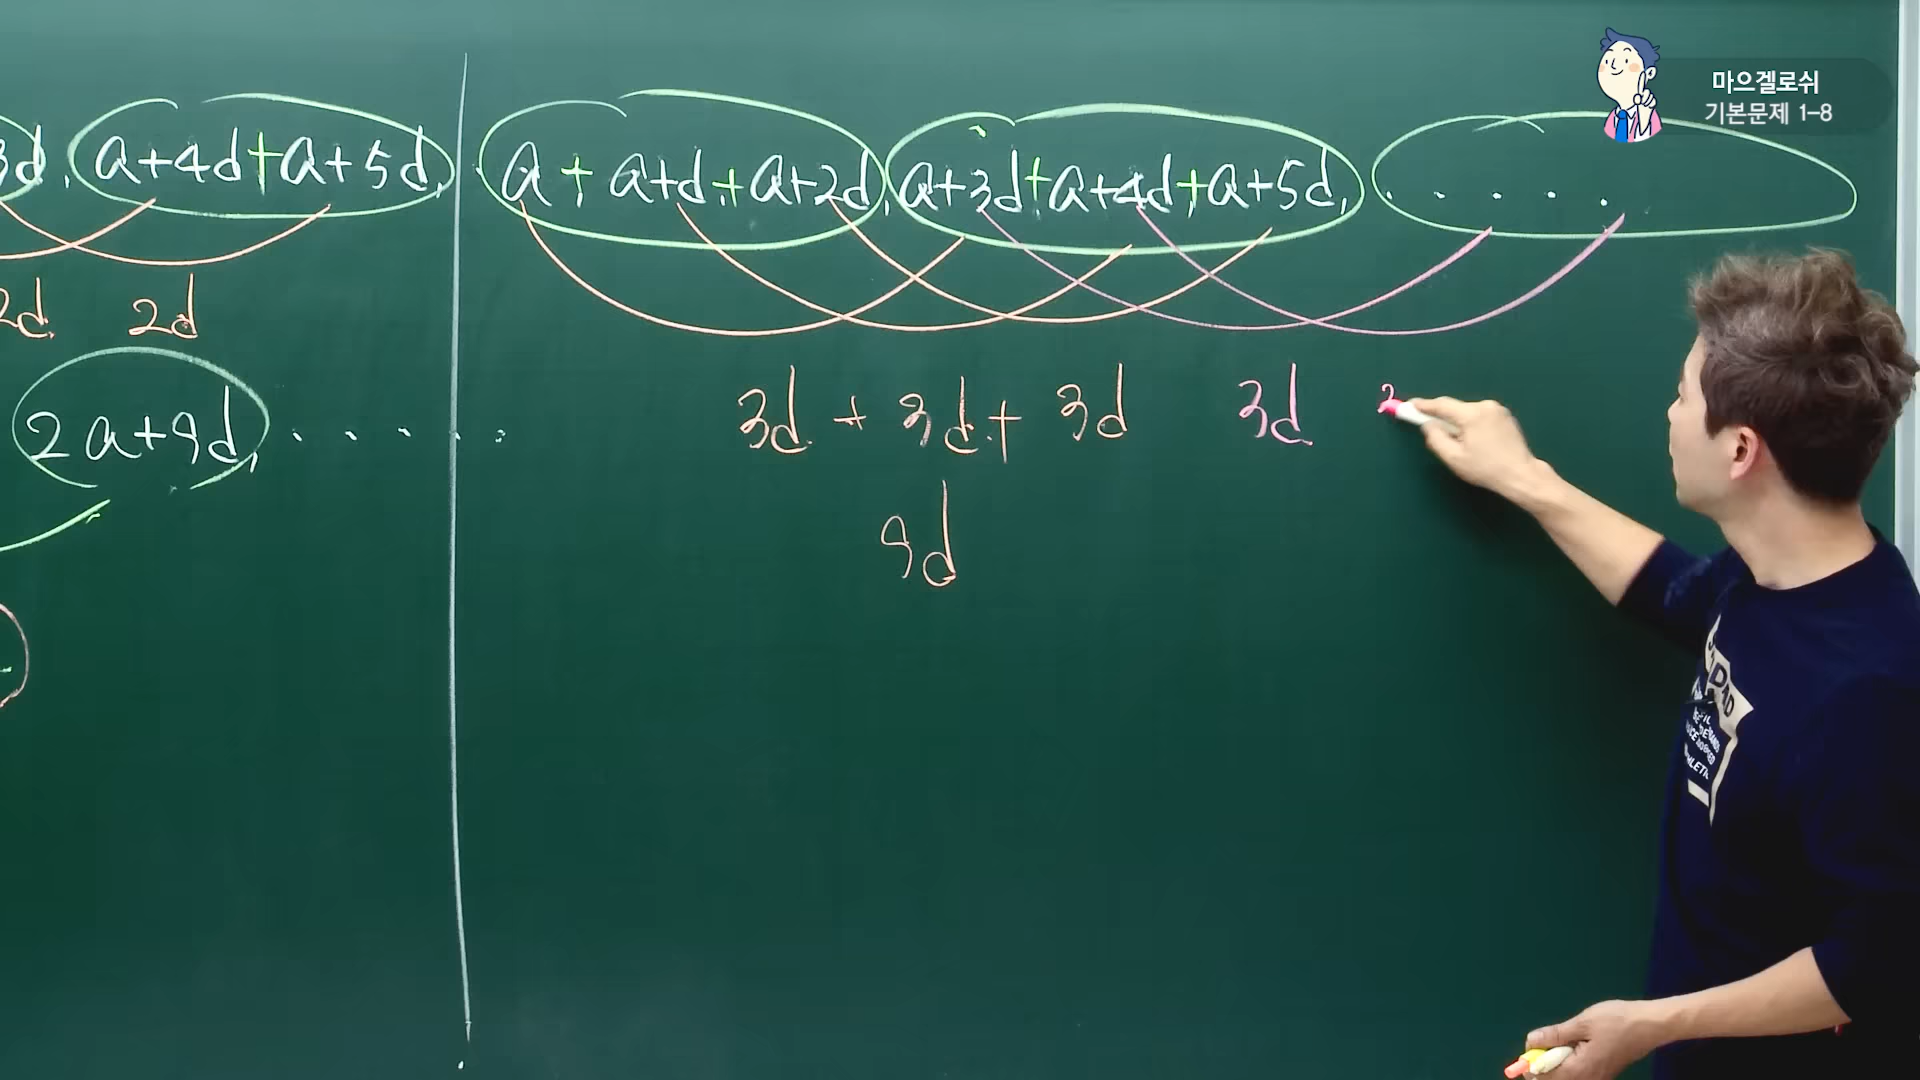 마으겔로쉬
기본문제 1-8
3d, a+4d+a+5d,
a + a+d + a+2d, a+3d+a+4d+a+5d, . . . . .
2d 2d
2a+9d, . . . . .
3d + 3d + 3d 3d 3
9d